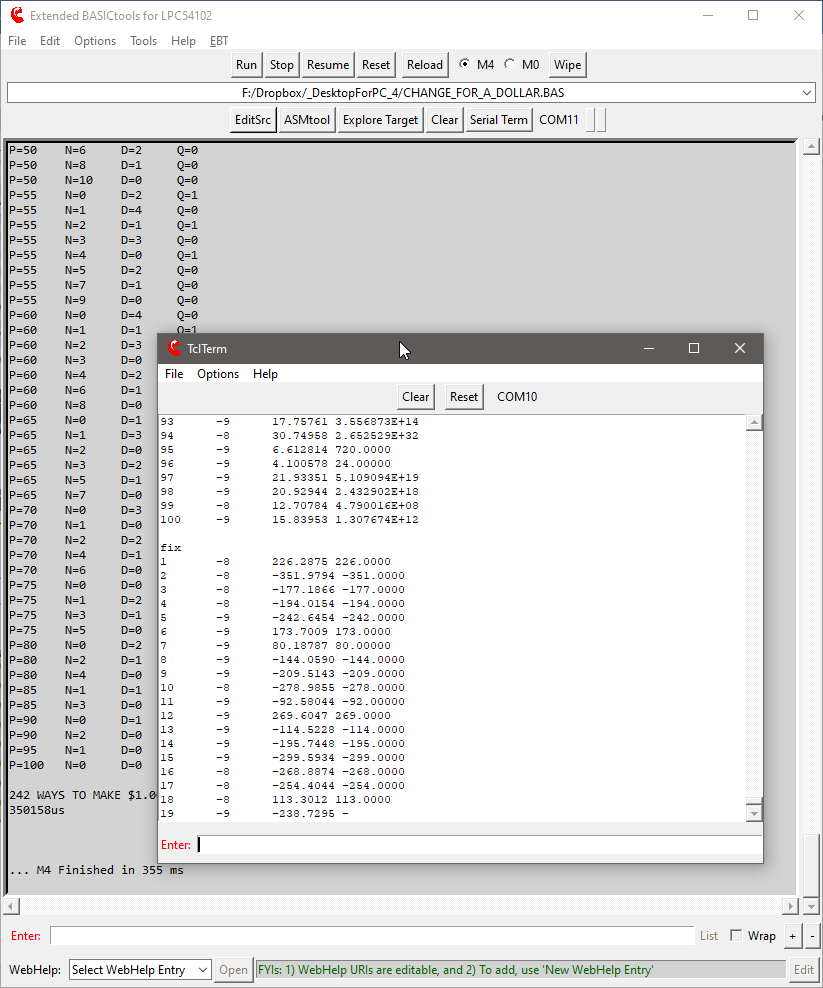 Extended BASICtools for LPC54102
File Edit Options Tools Help EBT
Run Stop Resume Reset Reload M4 M0 Wipe
F:/Dropbox/_DesktopForPC_4/CHANGE_FOR_A_DOLLAR.BAS
EditSrc ASMtool Explore Target Clear Serial Term COM11
P=50 N=6 D=2 Q=0
P=50 N=8 D=1 Q=0
P=50 N=10 D=0 Q=0
P=55 N=0 D=2 Q=1
P=55 N=1 D=4 Q=0
P=55 N=2 D=1 Q=1
P=55 N=3 D=3 Q=0
P=55 N=4 D=0 Q=1
P=55 N=5 D=2 Q=0
P=55 N=7 D=1 Q=0
P=55 N=9 D=0 Q=0
P=60 N=0 D=4 Q=0
P=60 N=1 D=1 Q=1
P=60 N=2 D=3
P=60 N=3 D=0
P=60 N=4 D=2
P=60 N=6 D=1
P=60 N=8 D=0
P=65 N=0 D=1
P=65 N=1 D=3
P=65 N=2 D=0
P=65 N=3 D=2
P=65 N=5 D=1
P=65 N=7 D=0
P=70 N=0 D=3
P=70 N=1 D=0
P=70 N=2 D=2
P=70 N=4 D=1
P=70 N=6 D=0
P=75 N=0 D=0
P=75 N=1 D=2
P=75 N=3 D=1
P=75 N=5 D=0
P=80 N=0 D=2
P=80 N=2 D=1
P=80 N=4 D=0
P=85 N=1 D=1
P=85 N=3 D=0
P=90 N=0 D=1
P=90 N=2 D=0
P=95 N=1 D=0
P=100 N=0 D=0
242 WAYS TO MAKE $1.0
350158us
... M4 Finished in 355 ms
TclTerm
File Options Help
Clear Reset COM10
93 -9 17.75761 3.556873E+14
94 -8 30.74958 2.652529E+32
95 -9 6.612814 720.0000
96 -9 4.100578 24.00000
97 -9 21.93351 5.109094E+19
98 -9 20.92944 2.432902E+18
99 -9 12.70784 4.790016E+08
100 -9 15.83953 1.307674E+12
fix
1 -8 226.2875 226.0000
2 -8 -351.9794 -351.0000
3 -8 -177.1866 -177.0000
4 -8 -194.0154 -194.0000
5 -9 -242.6454 -242.0000
6 -9 173.7009 173.0000
7 -9 80.18787 80.00000
8 -9 -144.0590 -144.0000
9 -9 -209.5143 -209.0000
10 -8 -278.9855 -278.0000
11 -9 -92.58044 -92.00000
12 -9 269.6047 269.0000
13 -9 -114.5228 -114.0000
14 -9 -195.7448 -195.0000
15 -9 -299.5934 -299.0000
16 -8 -268.8874 -268.0000
17 -8 -254.4044 -254.0000
18 -8 113.3012 113.0000
19 -9 -238.7295 -
Enter:
Enter: List Wrap + -
WebHelp: Select WebHelp Entry Open FYIs: 1) WebHelp URIs are editable, and 2) To add, use 'New WebHelp Entry' Edit